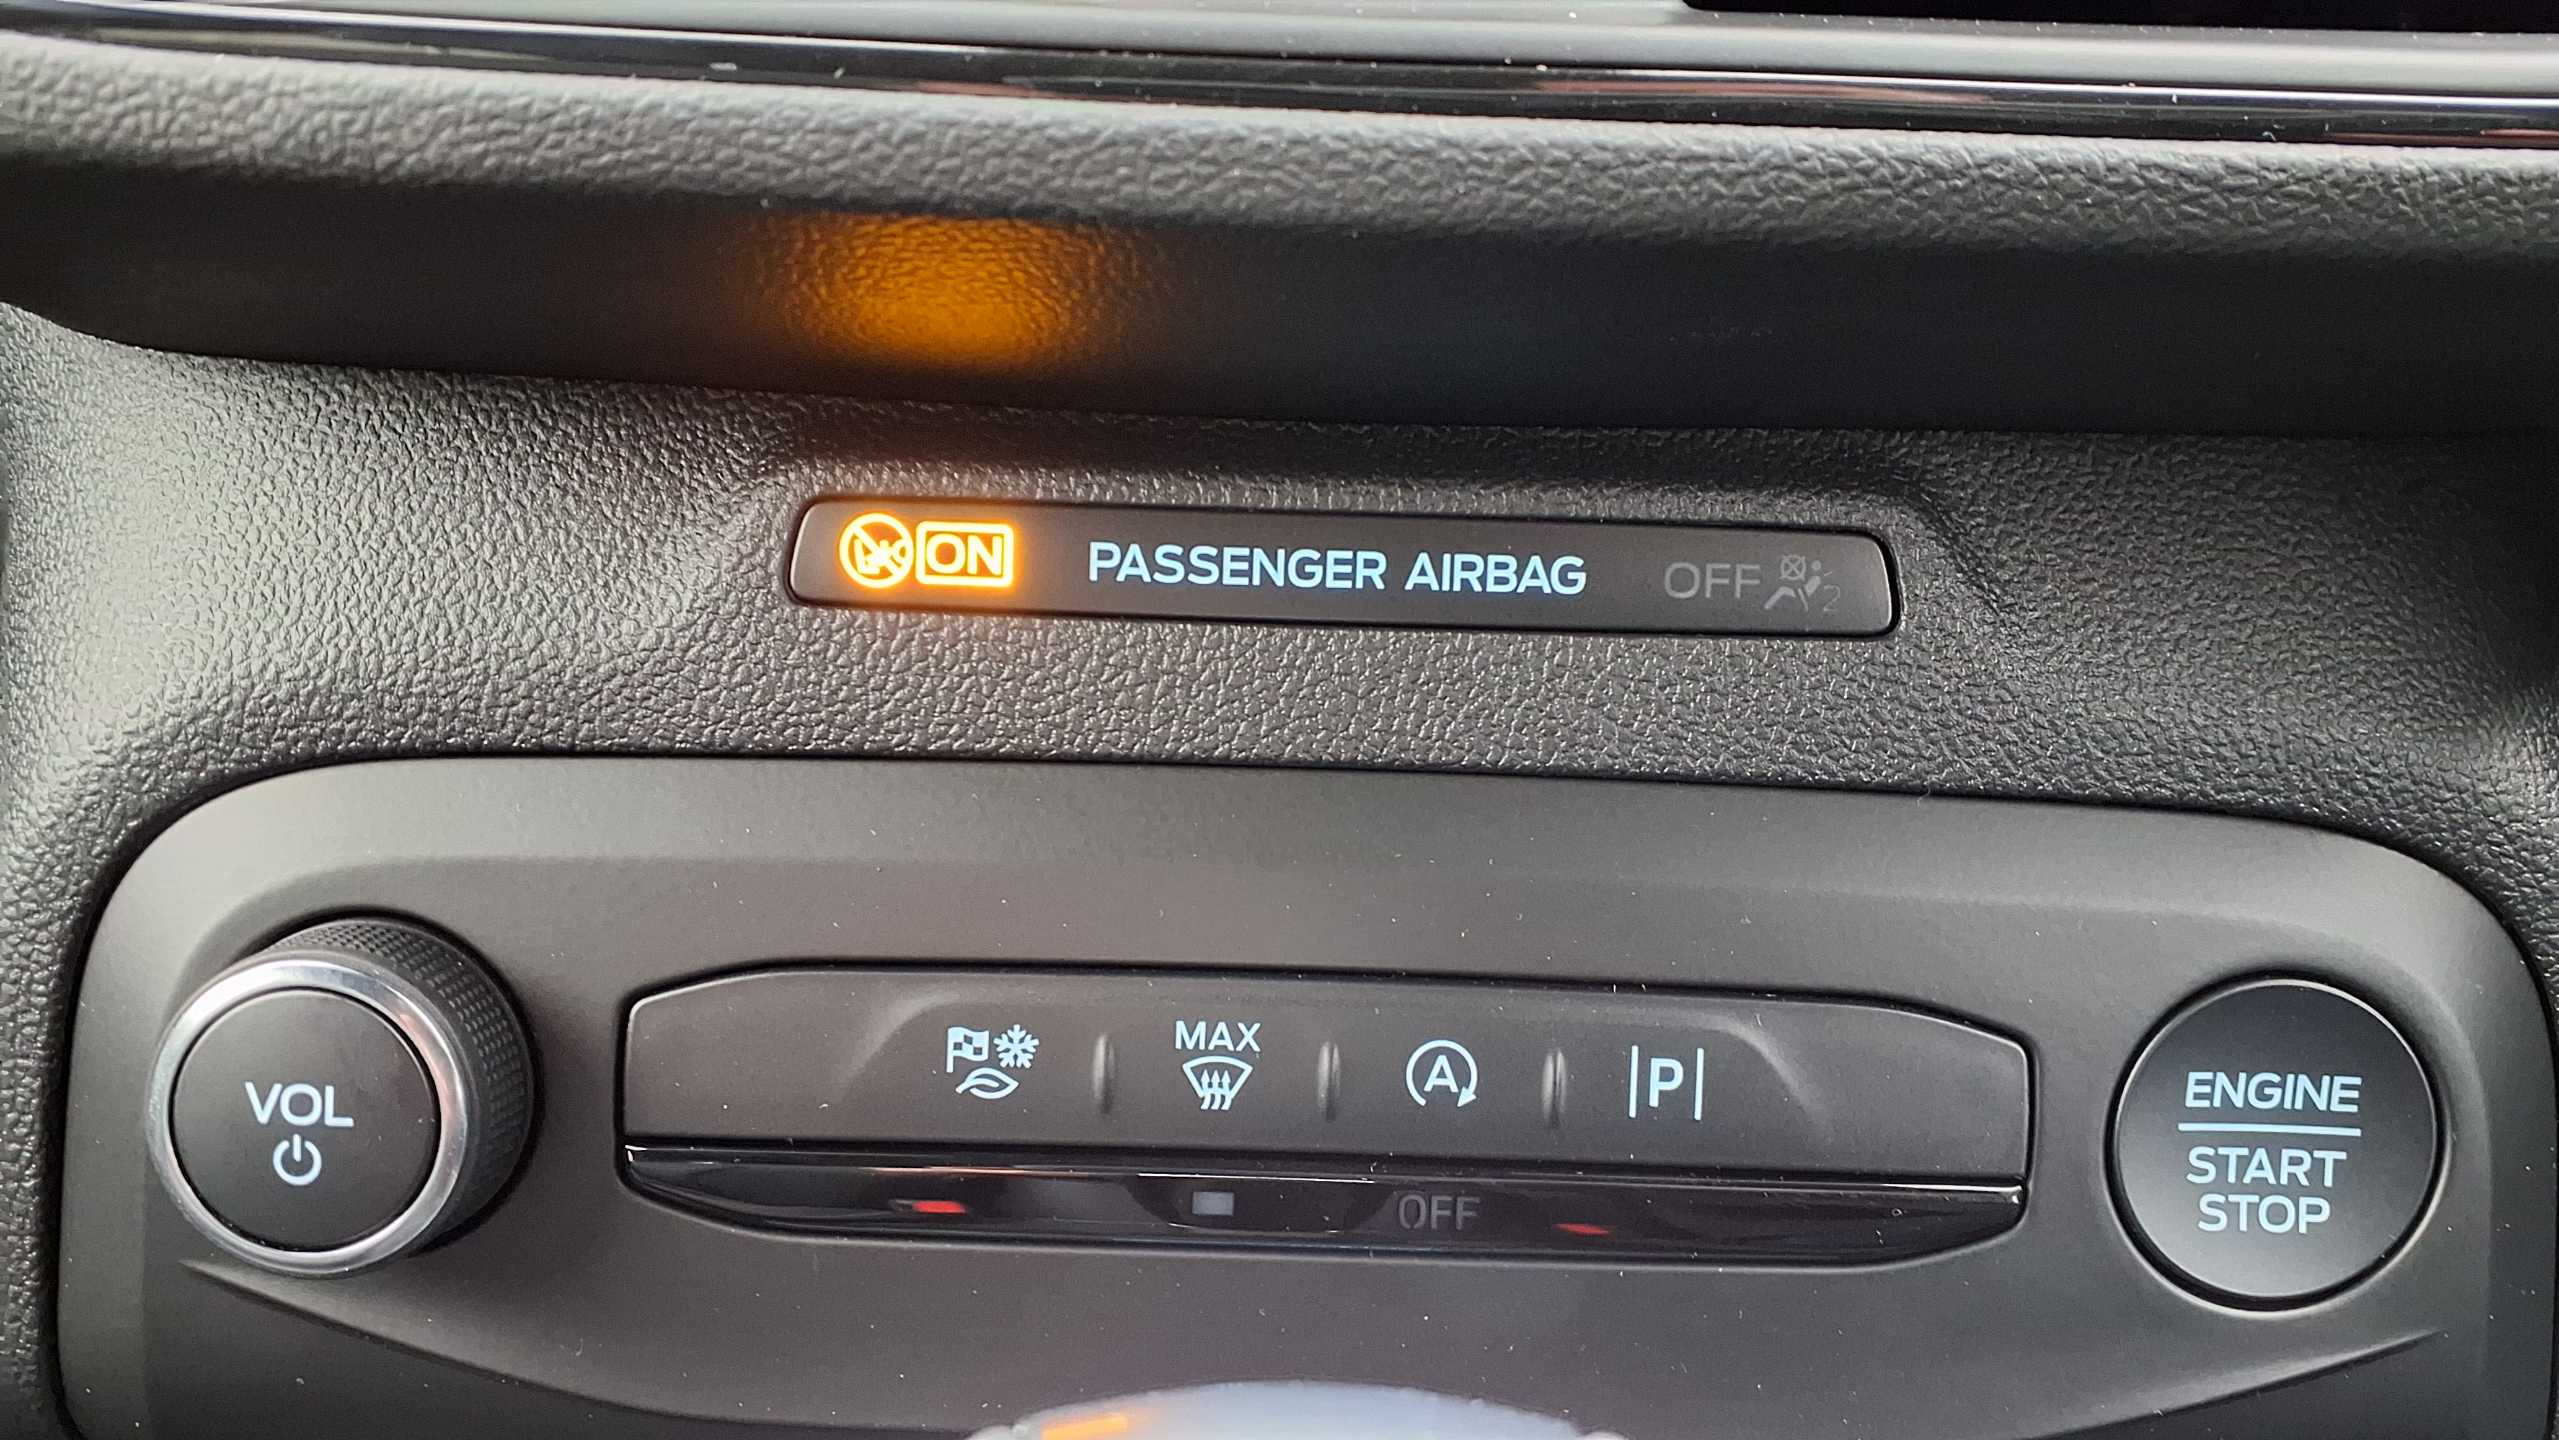 ON PASSENGER AIRBAG OFF 2
MAX
A
P
VOL
ENGINE
START
STOP
OFF